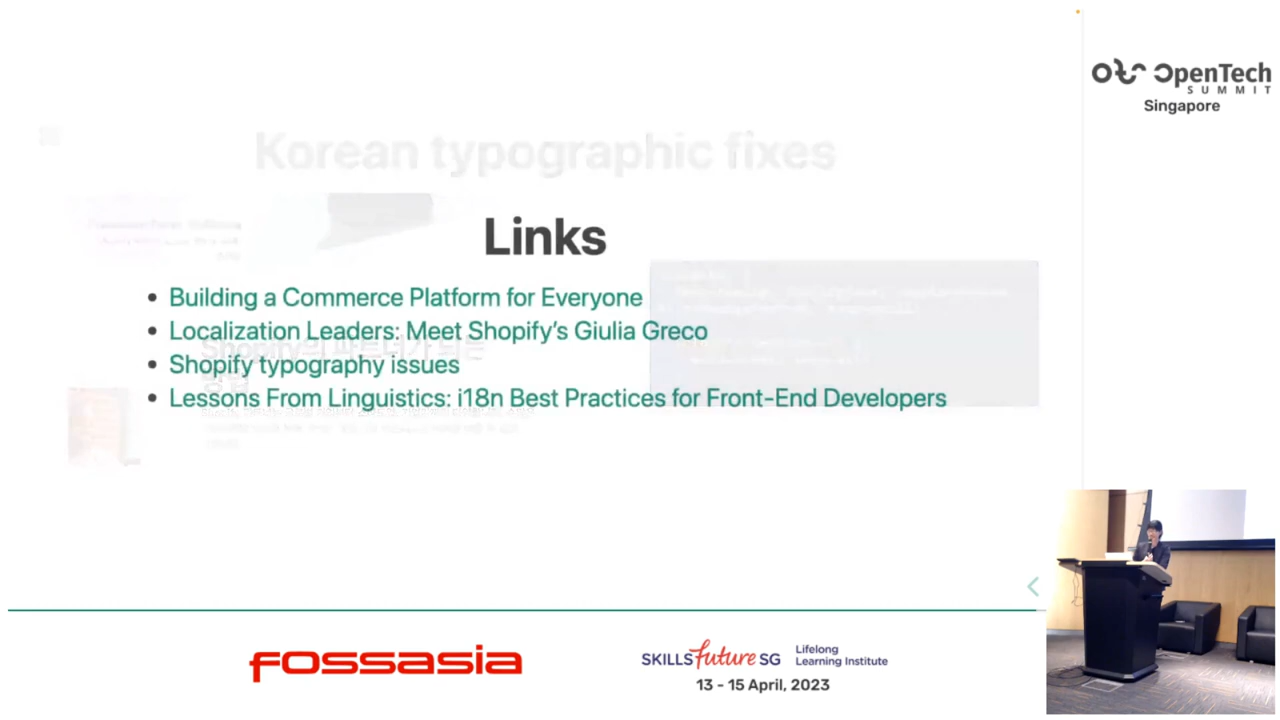 OpenTech
SUMMIT
Singapore
Korean typographic fixes
Links
• Building a Commerce Platform for Everyone
• Localization Leaders: Meet Shopify's Giulia Greco
• Shopify typography issues
• Lessons From Linguistics: i18n Best Practices for Front-End Developers
fossasia
SKILLSfuture SG
Lifelong
Learning Institute
13 - 15 April, 2023